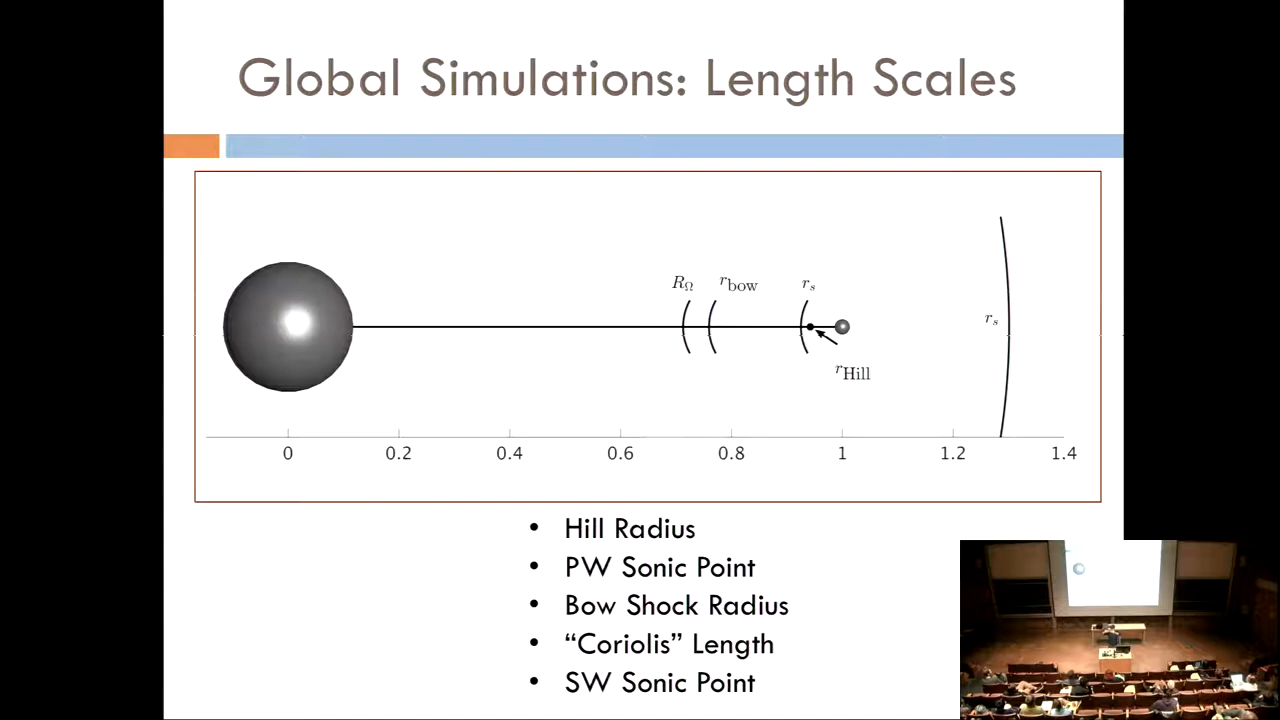 Global Simulations: Length Scales
R_Ω r_bow r_s
r_s
r_Hill
0 0.2 0.4 0.6 0.8 1 1.2 1.4
• Hill Radius
• PW Sonic Point
• Bow Shock Radius
• “Coriolis” Length
• SW Sonic Point